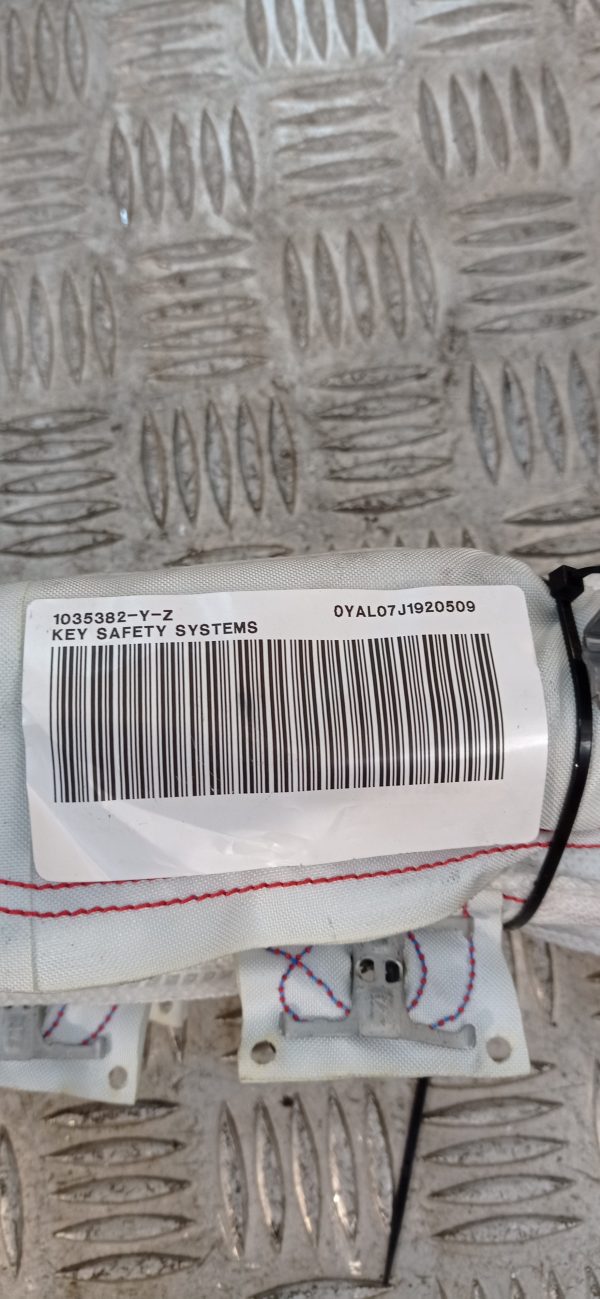 1035382-Y-Z 0YAL07J1920509
KEY SAFETY SYSTEMS